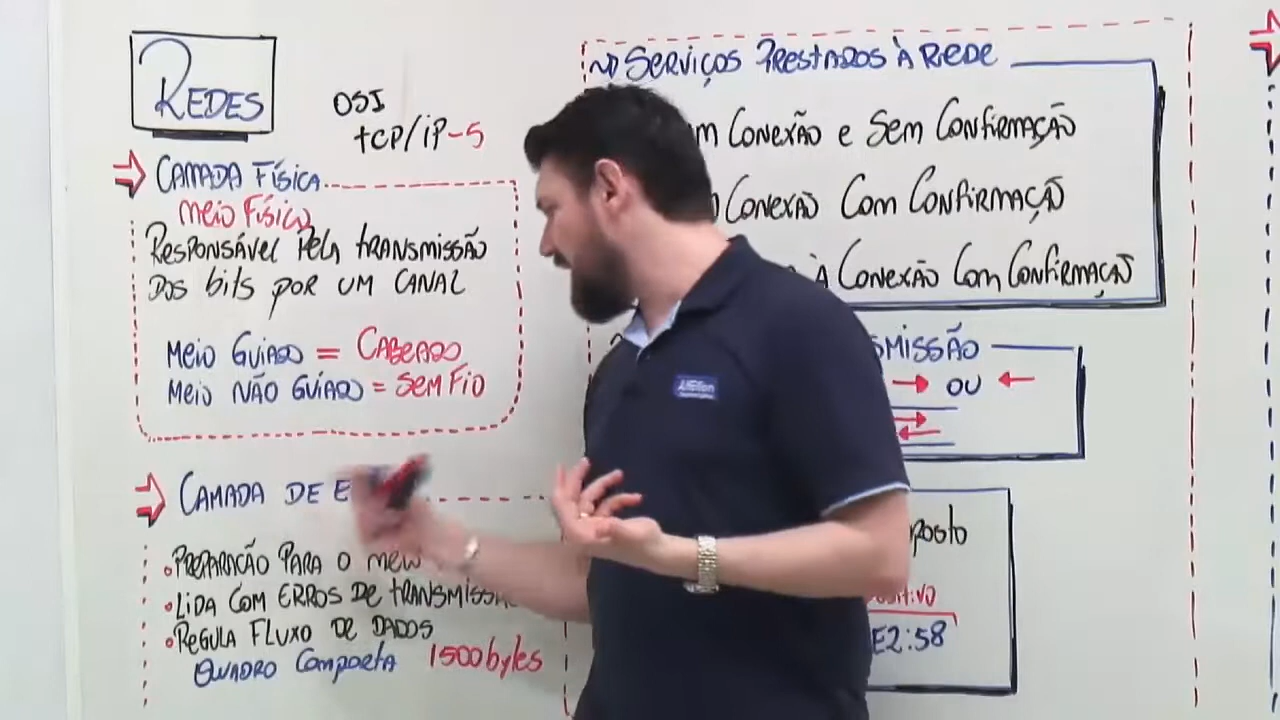 REDES
OSI
TCP/IP-5
CAMADA FÍSICA
MEIO FÍSICO
RESPONSÁVEL PELA TRANSMISSÃO
DOS bits POR UM CANAL
MEIO GUIADO = CABEADO
MEIO NÃO GUIADO = SEM FIO
CAMADA DE E
• PREPARAÇÃO PARA O MEIO
• LIDA COM ERROS DE TRANSMISSÃ
• REGULA FLUXO DE DADOS
QUADRO COMPORTA 1500 bytes
SERVIÇOS PRESTADOS À REDE
m CONEXÃO e SEM CONFIRMAÇÃO
CONEXÃO COM CONFIRMAÇÃO
À CONEXÃO COM CONFIRMAÇÃO
SMISSÃO
→ OU ←
posto
sitivo
E2:58